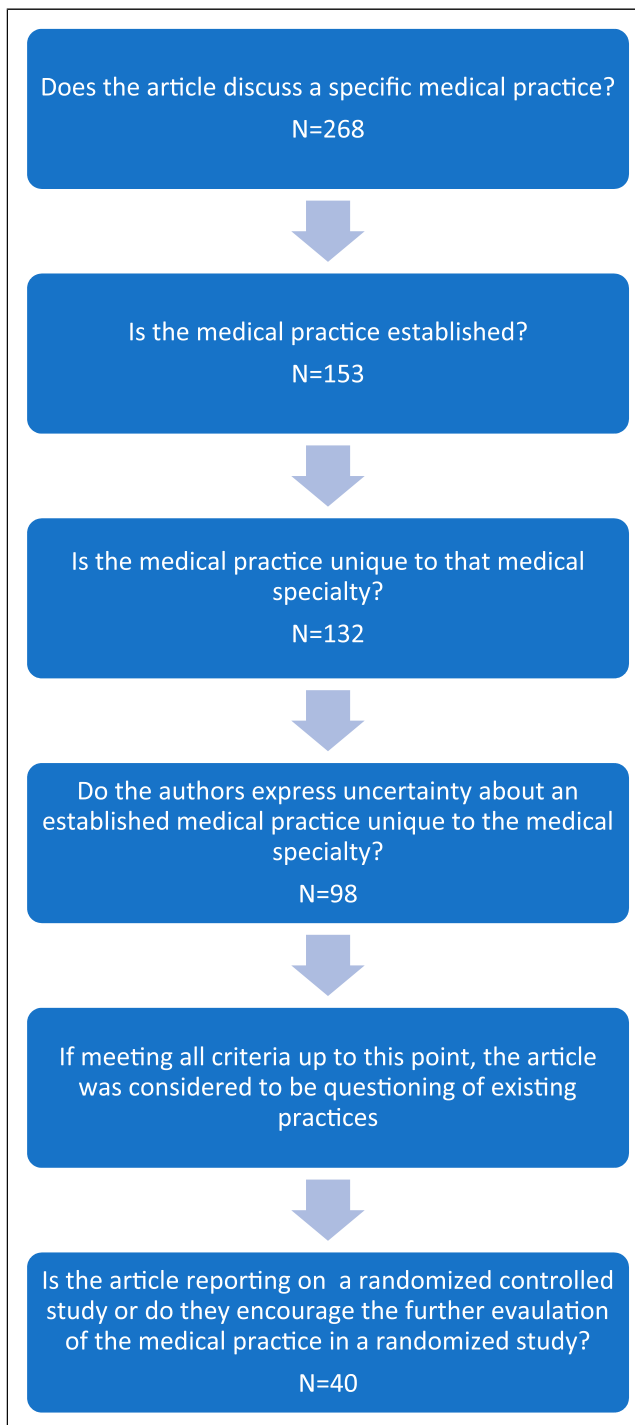 Does the article discuss a specific medical practice?
N=268
Is the medical practice established?
N=153
Is the medical practice unique to that medical
specialty?
N=132
Do the authors express uncertainty about an
established medical practice unique to the medical
specialty?
N=98
If meeting all criteria up to this point, the article
was considered to be questioning of existing
practices
Is the article reporting on  a randomized controlled
study or do they encourage the further evaulation
of the medical practice in a randomized study?
N=40